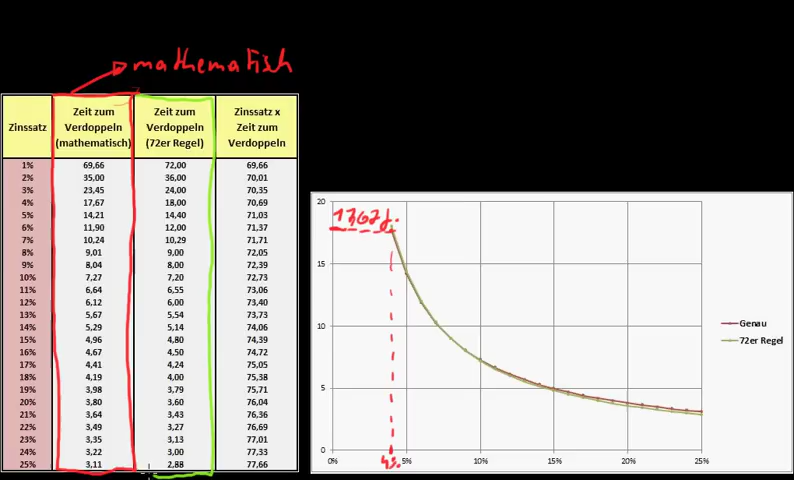 mathematisch
Zinssatz Zeit zum Verdoppeln (mathematisch) Zeit zum Verdoppeln (72er Regel) Zinssatz x Zeit zum Verdoppeln
1% 69,66 72,00 69,66
2% 35,00 36,00 70,01
3% 23,45 24,00 70,35
4% 17,67 18,00 70,69
5% 14,21 14,40 71,03
6% 11,90 12,00 71,37
7% 10,24 10,29 71,71
8% 9,01 9,00 72,05
9% 8,04 8,00 72,39
10% 7,27 7,20 72,73
11% 6,64 6,55 73,06
12% 6,12 6,00 73,40
13% 5,67 5,54 73,73
14% 5,29 5,14 74,06
15% 4,96 4,80 74,39
16% 4,67 4,50 74,72
17% 4,41 4,24 75,05
18% 4,19 4,00 75,38
19% 3,98 3,79 75,71
20% 3,80 3,60 76,04
21% 3,64 3,43 76,36
22% 3,49 3,27 76,69
23% 3,35 3,13 77,01
24% 3,22 3,00 77,33
25% 3,11 2,88 77,66
20
17,67 J.
15
10
5
0
0% 5% 10% 15% 20% 25%
4%
Genau
72er Regel